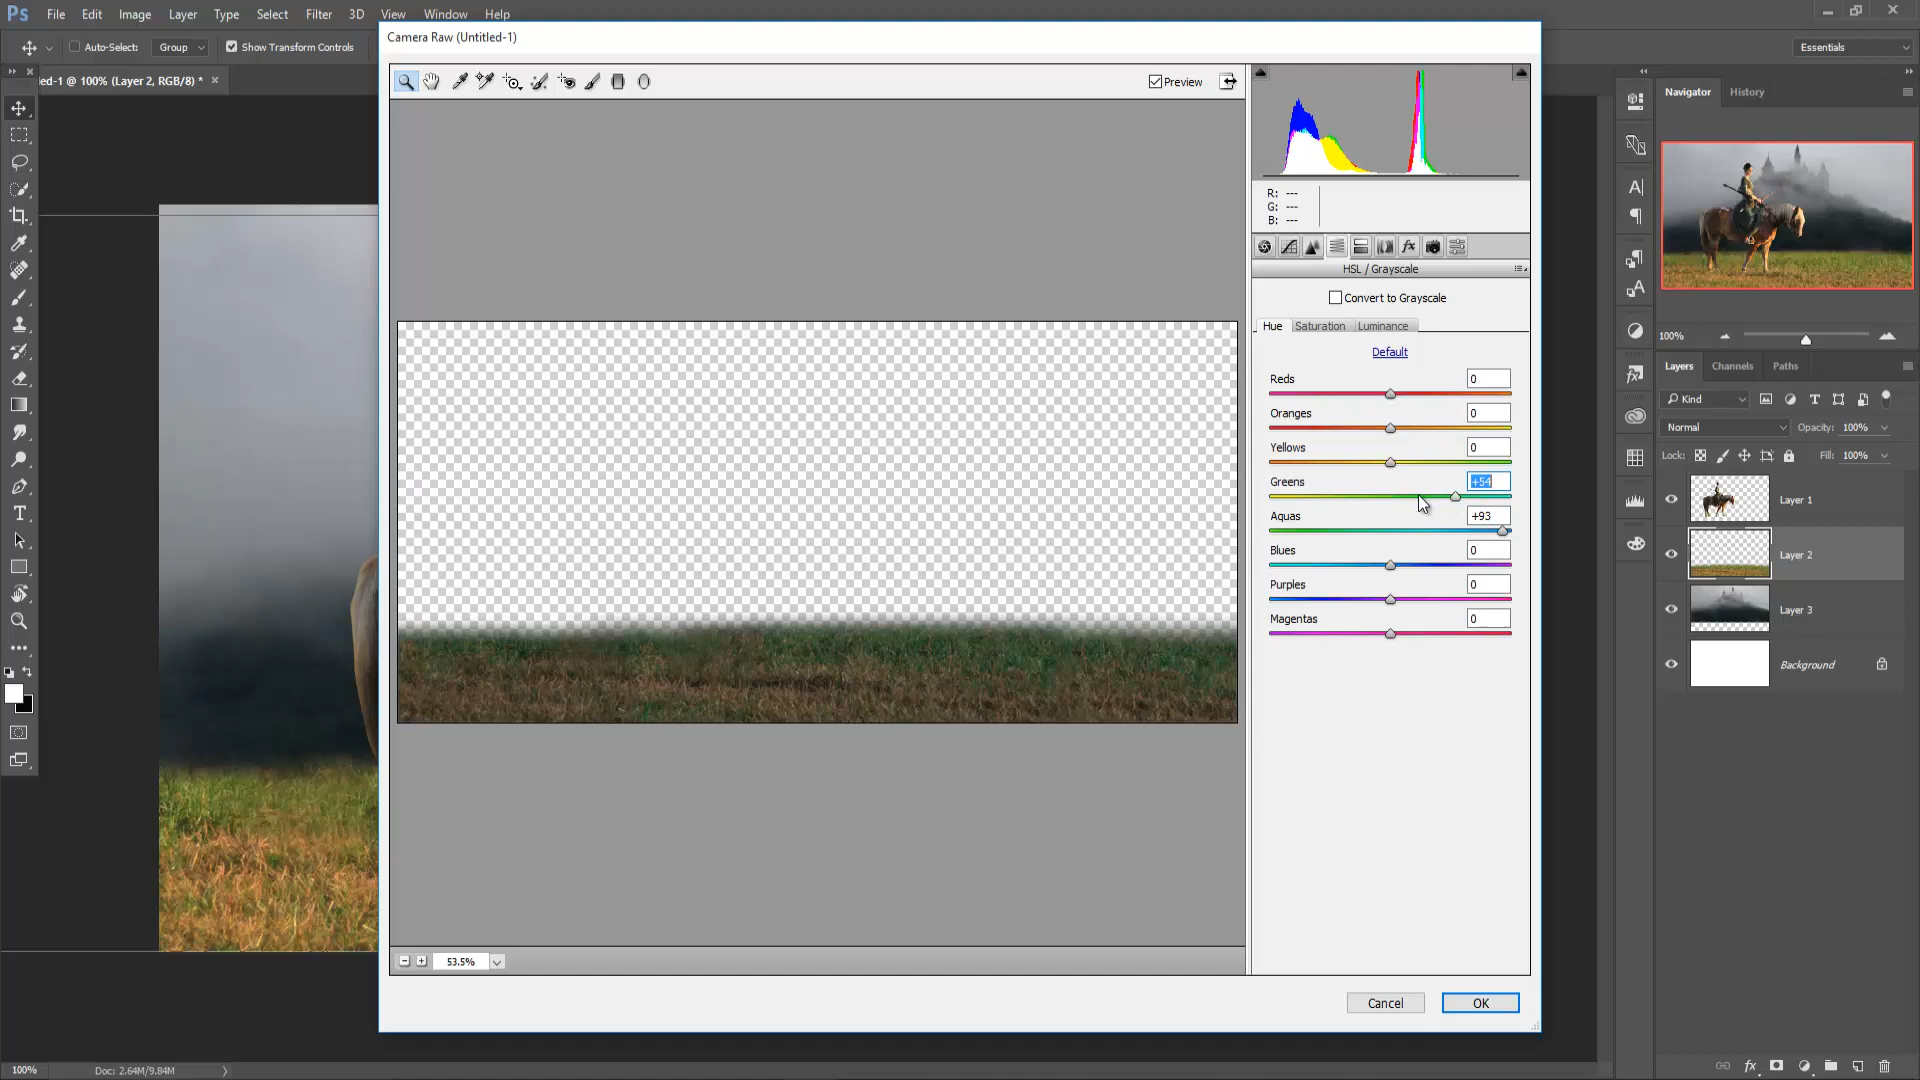 Ps File Edit Image Layer Type Select Filter 3D View Window Help
Auto-Select: Group Show Transform Controls
Essentials
ed-1 @ 100% (Layer 2, RGB/8) * ×
Camera Raw (Untitled-1)
Preview
R: ---
G: ---
B: ---
HSL / Grayscale
Convert to Grayscale
Hue Saturation Luminance
Default
Reds 0
Oranges 0
Yellows 0
Greens +54
Aquas +93
Blues 0
Purples 0
Magentas 0
53.5%
Cancel OK
Navigator History
100%
Layers Channels Paths
Kind
Normal Opacity: 100%
Lock: Fill: 100%
Layer 1
Layer 2
Layer 3
Background
100% Doc: 2.64M/9.84M